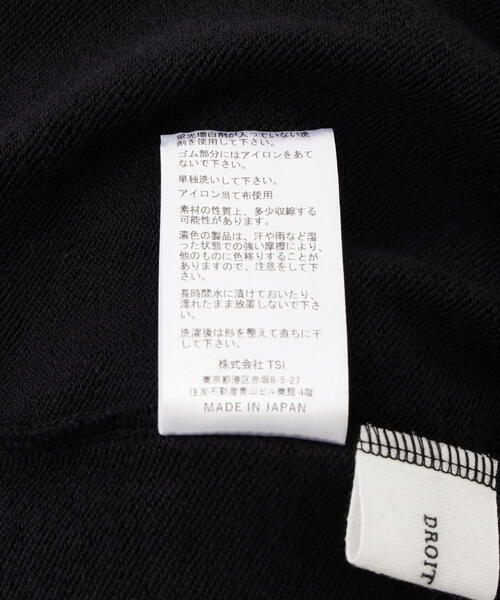 蛍光増白剤が入っていない洗
剤を使用して下さい。
ゴム部分にはアイロンをあて
ないで下さい。
単独洗いして下さい。
アイロン当て布使用
素材の性質上、多少収縮する
可能性があります。
濃色の製品は、汗や雨など湿
った状態での強い摩擦により、
他のものに色移りすることが
ありますので、注意をして下
さい。
長時間水に漬けておいたり、
濡れたまま放置しないで下さ
い。
洗濯後は形を整えて直ちに干
して下さい。
株式会社 TSI
東京都港区赤坂8-5-27
住友不動産青山ビル東館 4階
MADE IN JAPAN
DROIT